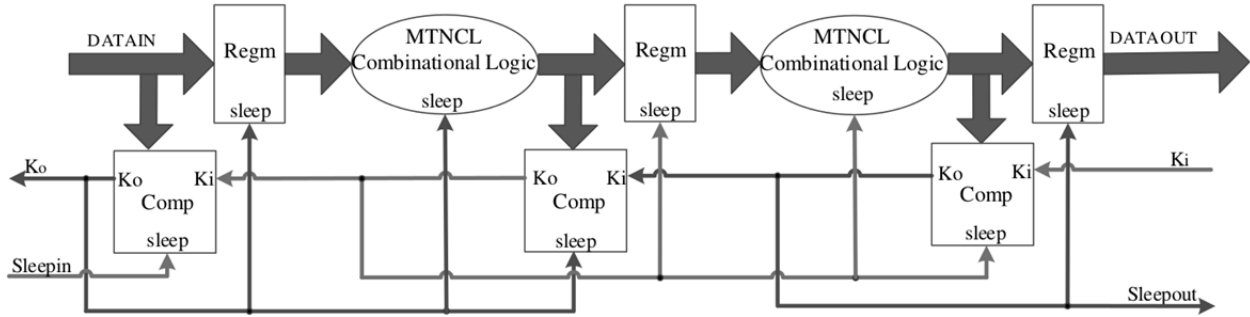 DATAIN
Regm
sleep
MTNCL
Combinational Logic
sleep
Regm
sleep
MTNCL
Combinational Logic
sleep
Regm
sleep
DATAOUT
Ko
Ko
Ki
Comp
sleep
Sleepin
Ko
Ki
Comp
sleep
Ko
Ki
Comp
sleep
Ki
Sleepout